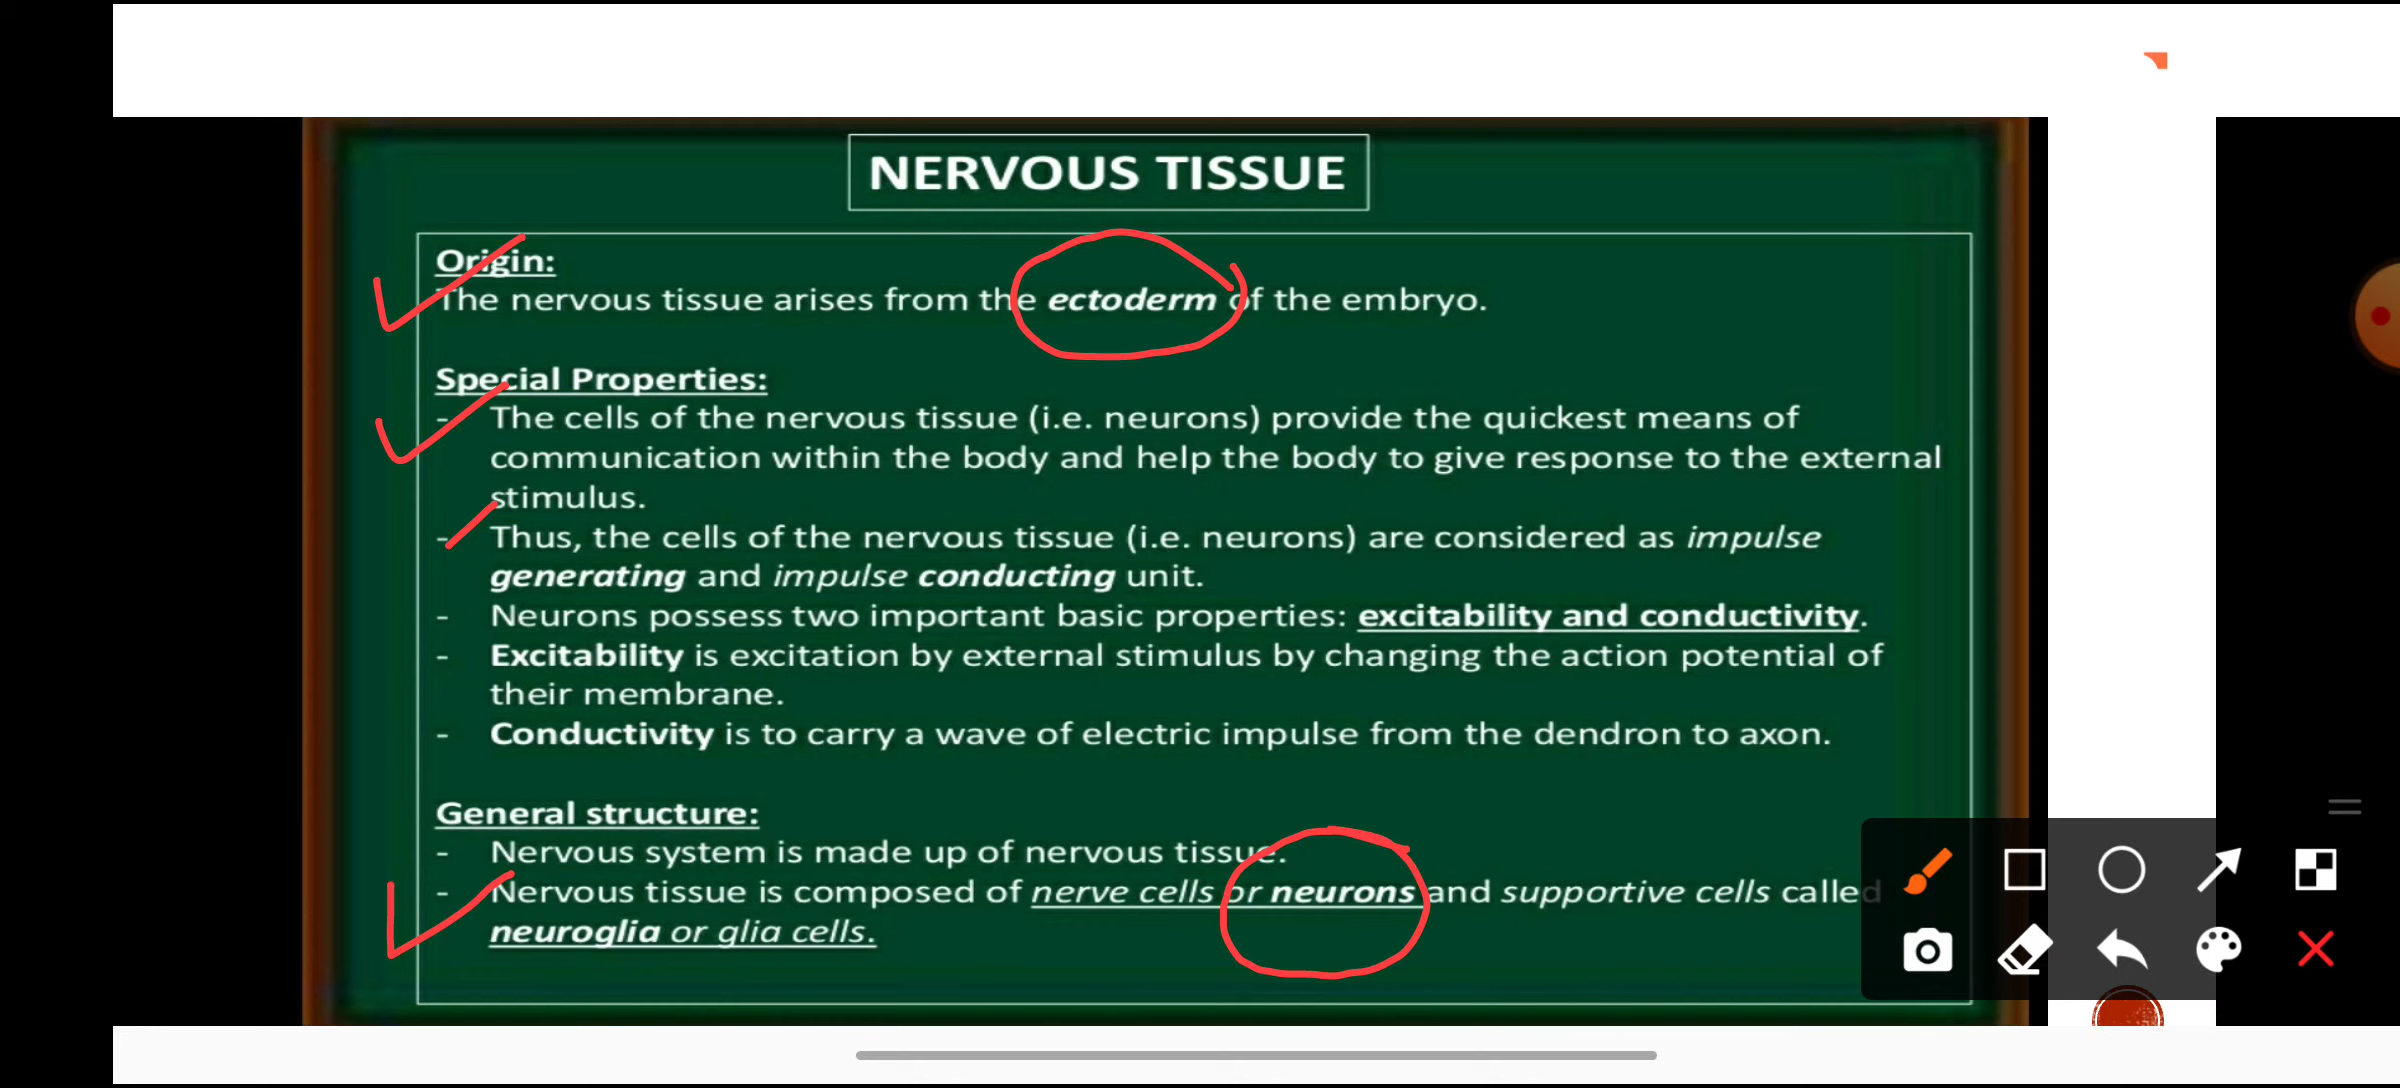 NERVOUS TISSUE
Origin:
The nervous tissue arises from the ectoderm of the embryo.
Special Properties:
- The cells of the nervous tissue (i.e. neurons) provide the quickest means of
communication within the body and help the body to give response to the external
stimulus.
- Thus, the cells of the nervous tissue (i.e. neurons) are considered as impulse
generating and impulse conducting unit.
- Neurons possess two important basic properties: excitability and conductivity.
- Excitability is excitation by external stimulus by changing the action potential of
their membrane.
- Conductivity is to carry a wave of electric impulse from the dendron to axon.
General structure:
- Nervous system is made up of nervous tissue.
- Nervous tissue is composed of nerve cells or neurons and supportive cells called
neuroglia or glia cells.